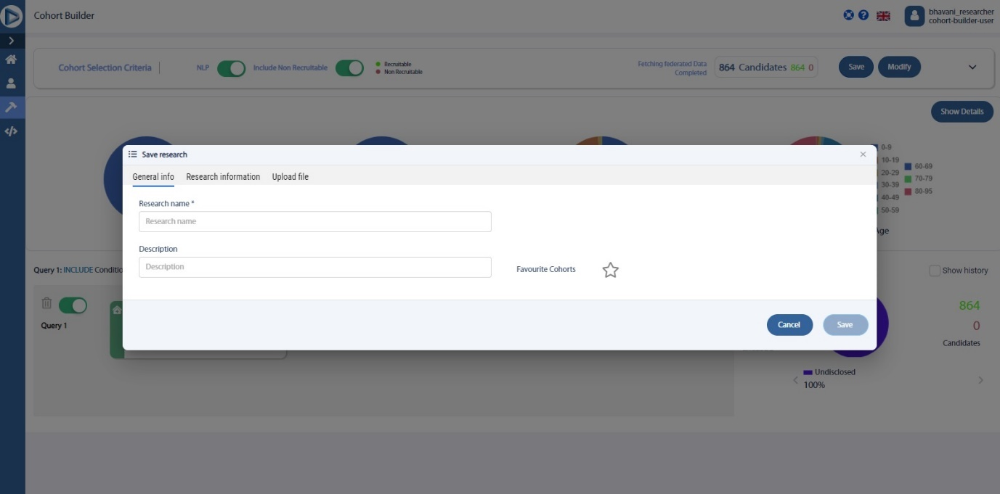 Cohort Builder
bhavani_researcher
cohort-builder-user
Cohort Selection Criteria
NLP
Include Non Recruitable
Recruitable
Non Recruitable
Fetching federated Data
Completed
864 Candidates 864 0
Save
Modify
Show Details
Save research
General info
Research information
Upload file
Research name *
Research name
Description
Description
Favourite Cohorts
Cancel
Save
0-9
10-19
20-29
30-39
40-49
50-59
60-69
70-79
80-95
Age
Query 1: INCLUDE Conditio
Show history
Query 1
864
0
Candidates
Undisclosed
100%